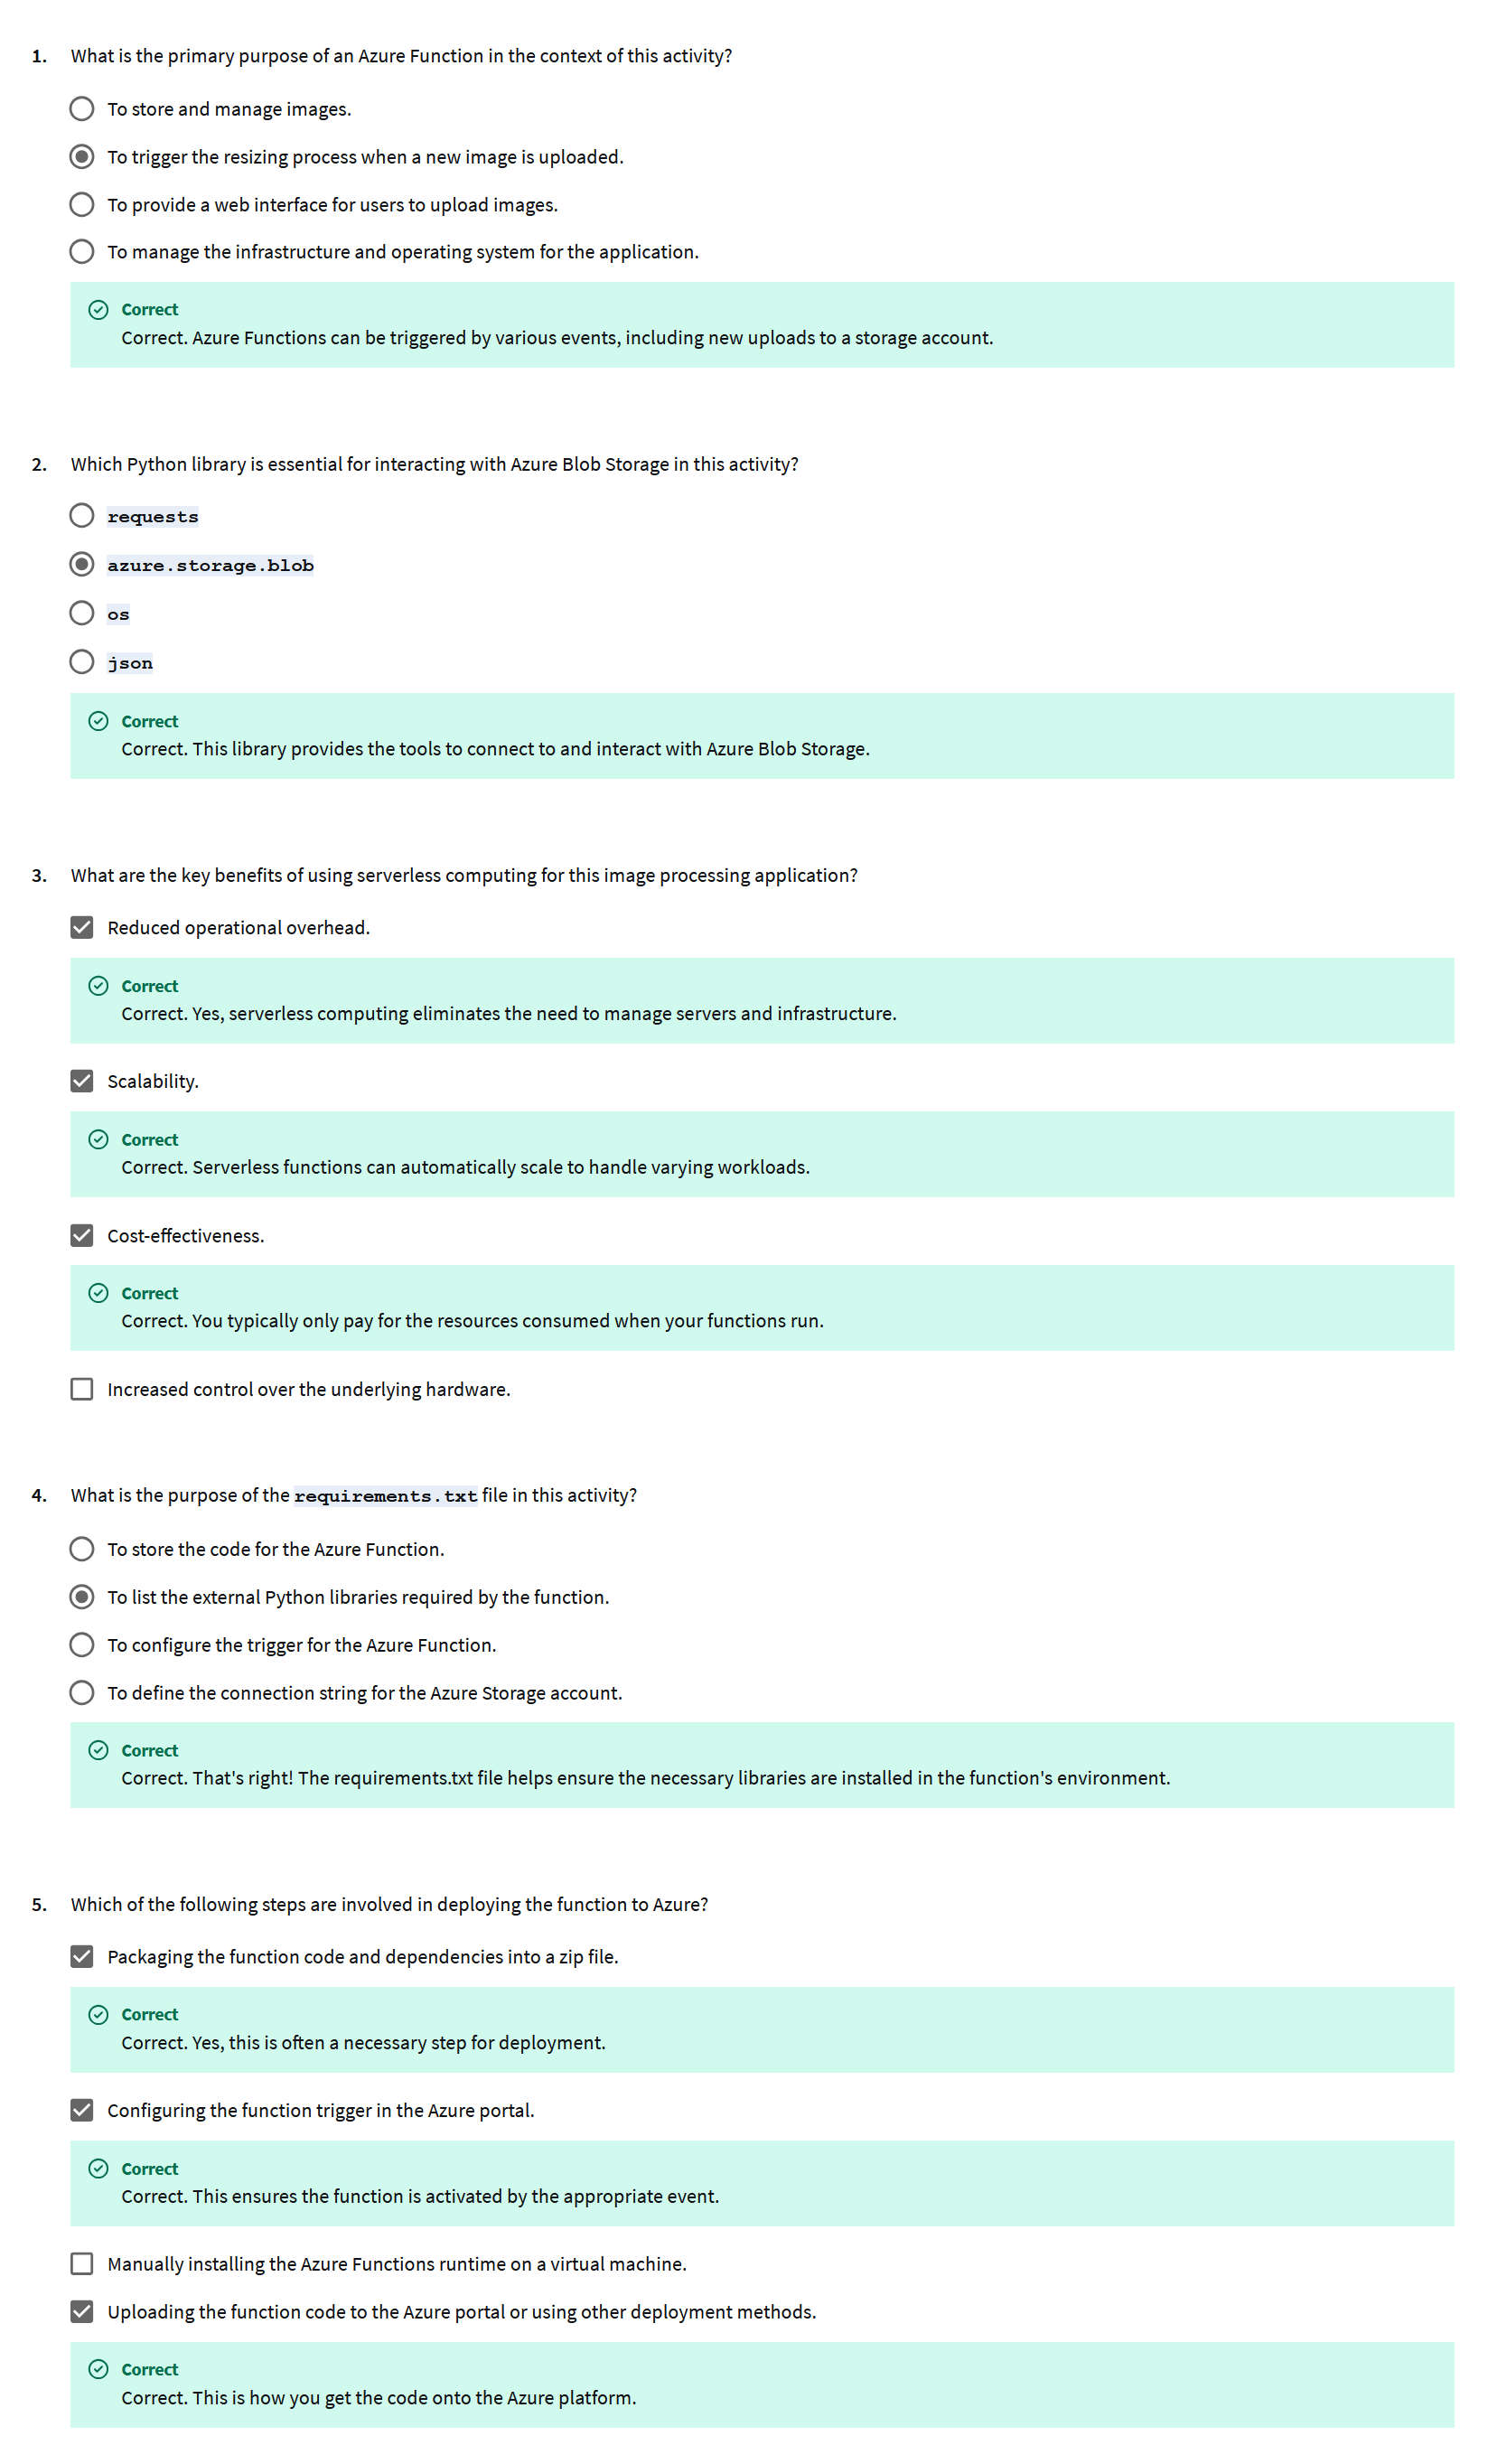 1. What is the primary purpose of an Azure Function in the context of this activity?
To store and manage images.
To trigger the resizing process when a new image is uploaded.
To provide a web interface for users to upload images.
To manage the infrastructure and operating system for the application.
Correct
Correct. Azure Functions can be triggered by various events, including new uploads to a storage account.
2. Which Python library is essential for interacting with Azure Blob Storage in this activity?
requests
azure.storage.blob
os
json
Correct
Correct. This library provides the tools to connect to and interact with Azure Blob Storage.
3. What are the key benefits of using serverless computing for this image processing application?
Reduced operational overhead.
Correct
Correct. Yes, serverless computing eliminates the need to manage servers and infrastructure.
Scalability.
Correct
Correct. Serverless functions can automatically scale to handle varying workloads.
Cost-effectiveness.
Correct
Correct. You typically only pay for the resources consumed when your functions run.
Increased control over the underlying hardware.
4. What is the purpose of the requirements.txt file in this activity?
To store the code for the Azure Function.
To list the external Python libraries required by the function.
To configure the trigger for the Azure Function.
To define the connection string for the Azure Storage account.
Correct
Correct. That's right! The requirements.txt file helps ensure the necessary libraries are installed in the function's environment.
5. Which of the following steps are involved in deploying the function to Azure?
Packaging the function code and dependencies into a zip file.
Correct
Correct. Yes, this is often a necessary step for deployment.
Configuring the function trigger in the Azure portal.
Correct
Correct. This ensures the function is activated by the appropriate event.
Manually installing the Azure Functions runtime on a virtual machine.
Uploading the function code to the Azure portal or using other deployment methods.
Correct
Correct. This is how you get the code onto the Azure platform.